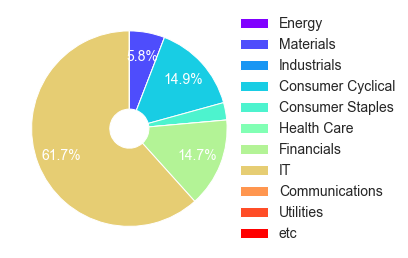 Energy
5.8%
Materials
Industrials
14.9%
Consumer Cyclical
Consumer Staples
Health Care
61.7%
14.7%
Financials
IT
Communications
Utilities
etc